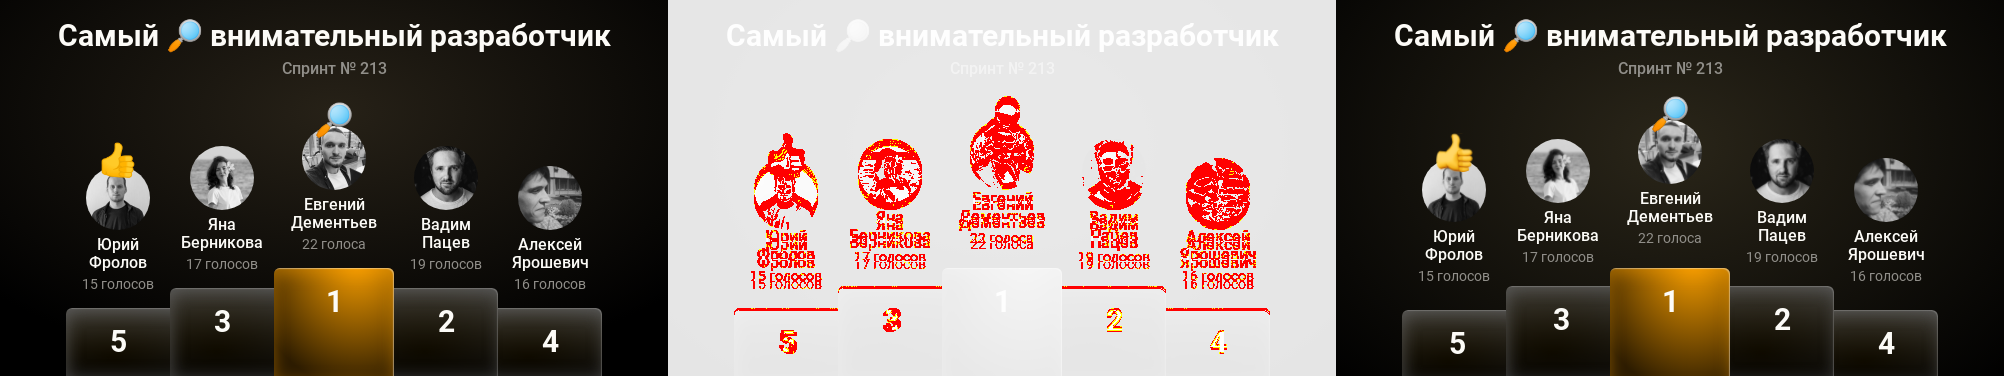 Самый 🔎 внимательный разработчик
Спринт № 213
Юрий
Фролов
15 голосов
Яна
Берникова
17 голосов
Евгений
Дементьев
22 голоса
Вадим
Пацев
19 голосов
Алексей
Ярошевич
16 голосов
5
3
1
2
4
Самый 🔎 внимательный разработчик
Спринт № 213
Юрий
Фролов
15 голосов
Яна
Берникова
17 голосов
Евгений
Дементьев
22 голоса
Вадим
Пацев
19 голосов
Алексей
Ярошевич
16 голосов
5
3
1
2
4
Самый 🔎 внимательный разработчик
Спринт № 213
Юрий
Фролов
15 голосов
Яна
Берникова
17 голосов
Евгений
Дементьев
22 голоса
Вадим
Пацев
19 голосов
Алексей
Ярошевич
16 голосов
5
3
1
2
4